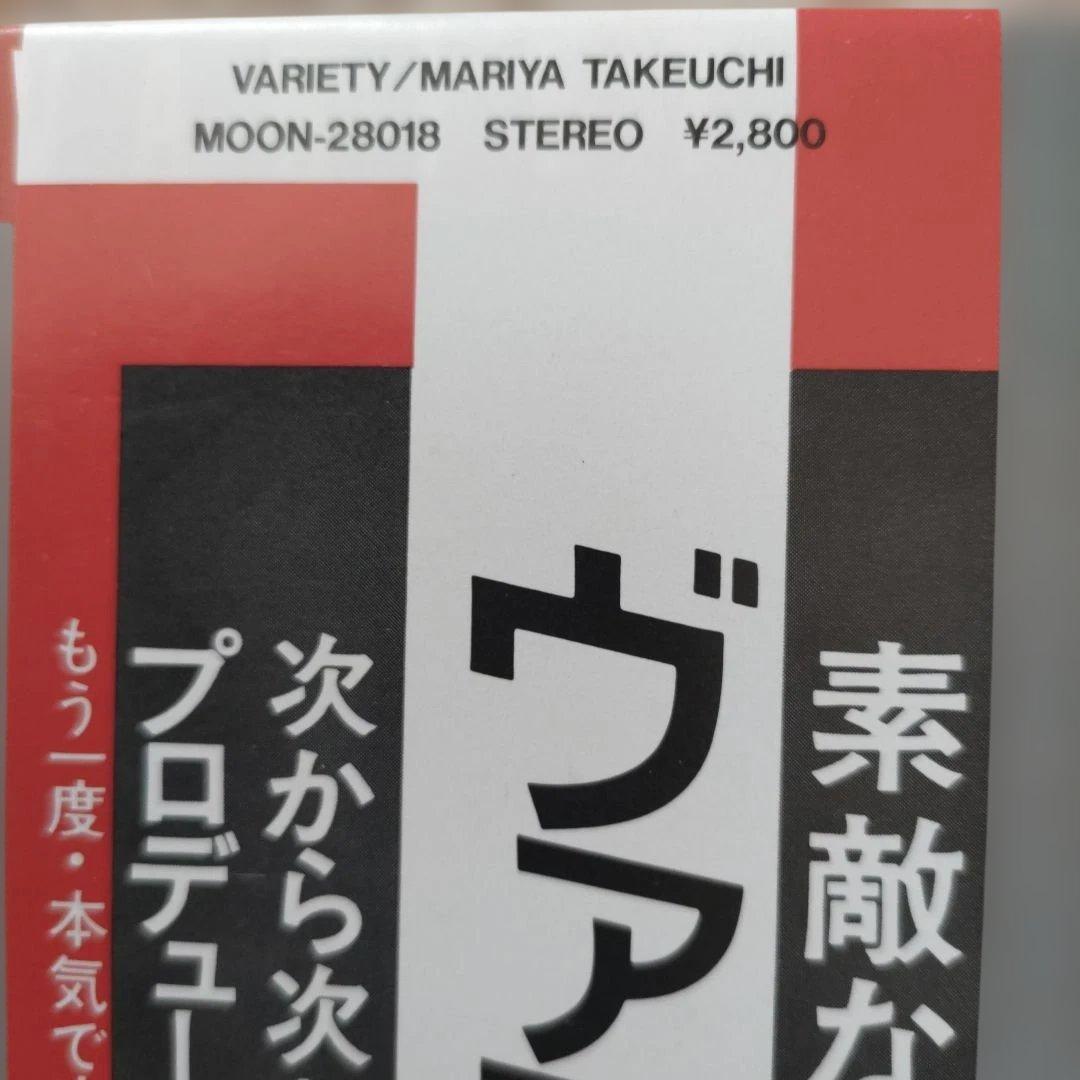 VARIETY/MARIYA TAKEUCHI
MOON-28018 STEREO ¥2,800
素敵な
ヴァ
次から次
プロデュー
もう一度・本気で